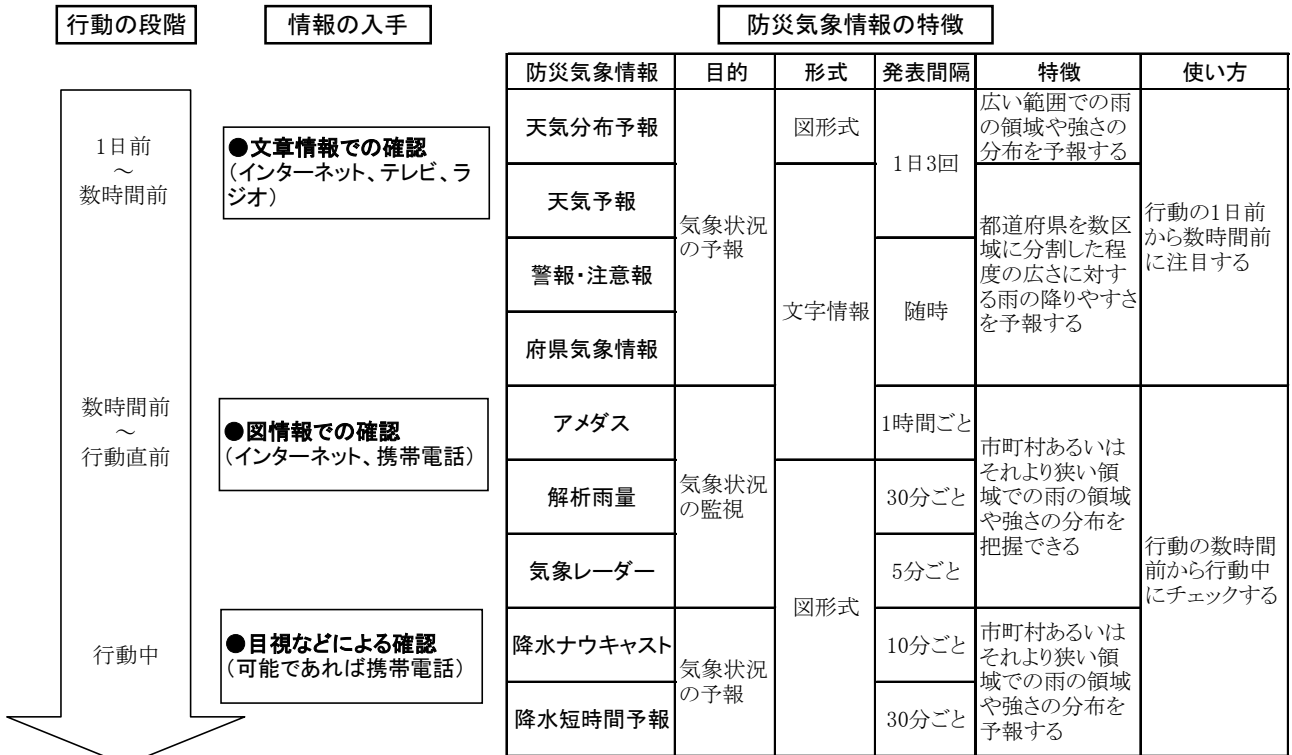 行動の段階
情報の入手
防災気象情報の特徴
1日前
～
数時間前
数時間前
～
行動直前
行動中
●文章情報での確認
(インターネット、テレビ、ラ
ジオ)
●図情報での確認
(インターネット、携帯電話)
●目視などによる確認
(可能であれば携帯電話)
防災気象情報 目的 形式 発表間隔 特徴 使い方
天気分布予報
天気予報
警報・注意報
府県気象情報
アメダス
解析雨量
気象レーダー
降水ナウキャスト
降水短時間予報
気象状況
の予報
気象状況
の監視
気象状況
の予報
図形式
文字情報
図形式
1日3回
随時
1時間ごと
30分ごと
5分ごと
10分ごと
30分ごと
広い範囲での雨
の領域や強さの
分布を予報する
都道府県を数区
域に分割した程
度の広さに対す
る雨の降りやすさ
を予報する
市町村あるいは
それより狭い領
域での雨の領域
や強さの分布を
把握できる
市町村あるいは
それより狭い領
域での雨の領域
や強さの分布を
予報する
行動の1日前
から数時間前
に注目する
行動の数時間
前から行動中
にチェックする